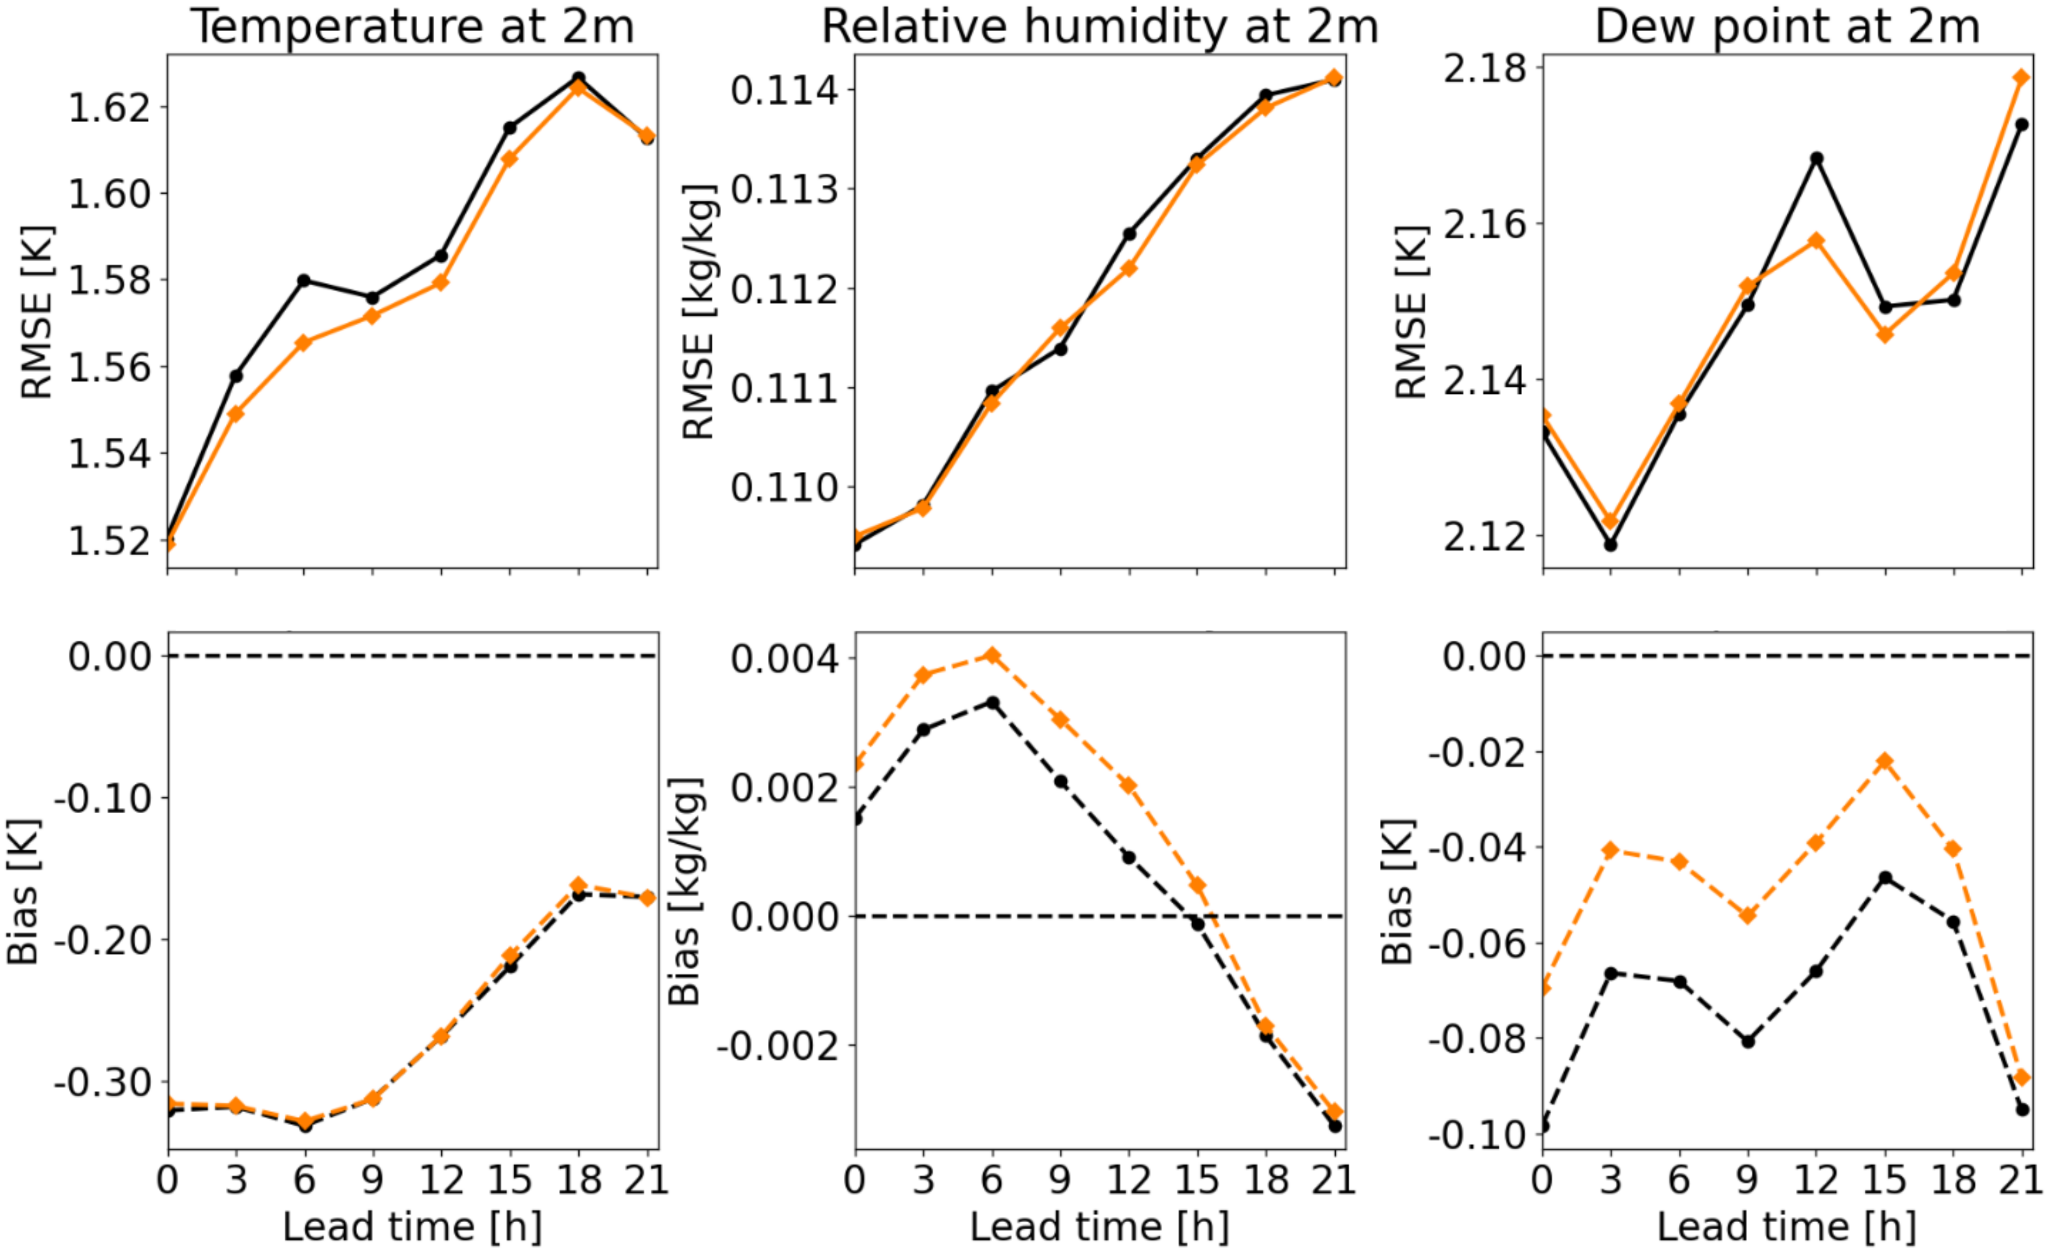 Temperature at 2m
Relative humidity at 2m
Dew point at 2m
RMSE [K]
1.62
1.60
1.58
1.56
1.54
1.52
RMSE [kg/kg]
0.114
0.113
0.112
0.111
0.110
RMSE [K]
2.18
2.16
2.14
2.12
Bias [K]
0.00
-0.10
-0.20
-0.30
0 3 6 9 12 15 18 21
Lead time [h]
Bias [kg/kg]
0.004
0.002
0.000
-0.002
0 3 6 9 12 15 18 21
Lead time [h]
Bias [K]
0.00
-0.02
-0.04
-0.06
-0.08
-0.10
0 3 6 9 12 15 18 21
Lead time [h]